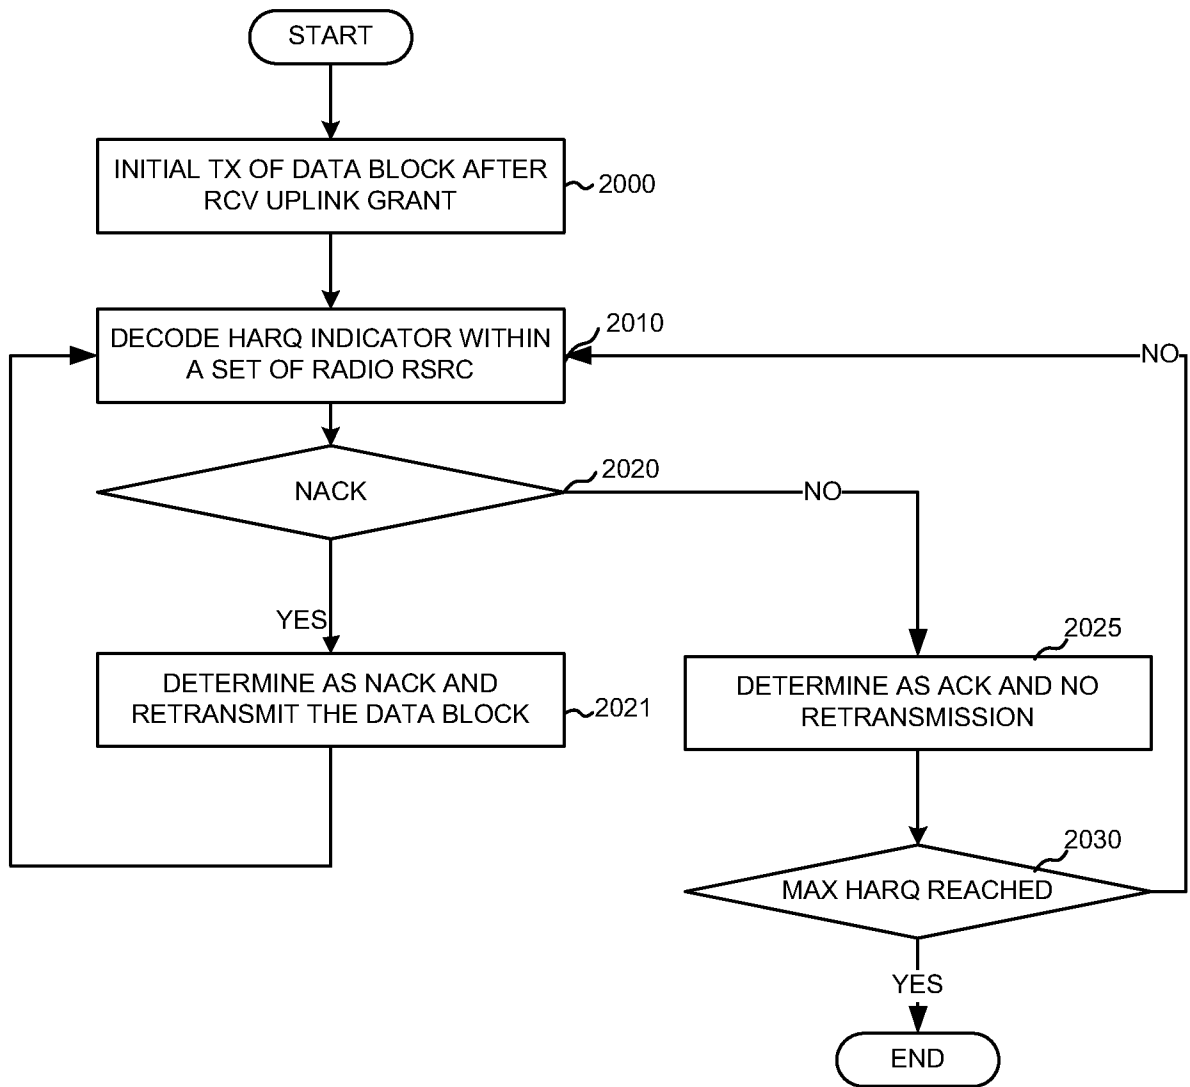 START
INITIAL TX OF DATA BLOCK AFTER
RCV UPLINK GRANT
2000
DECODE HARQ INDICATOR WITHIN
A SET OF RADIO RSRC
2010
NO
NACK
2020
NO
YES
DETERMINE AS NACK AND
RETRANSMIT THE DATA BLOCK
2021
2025
DETERMINE AS ACK AND NO
RETRANSMISSION
2030
MAX HARQ REACHED
YES
END